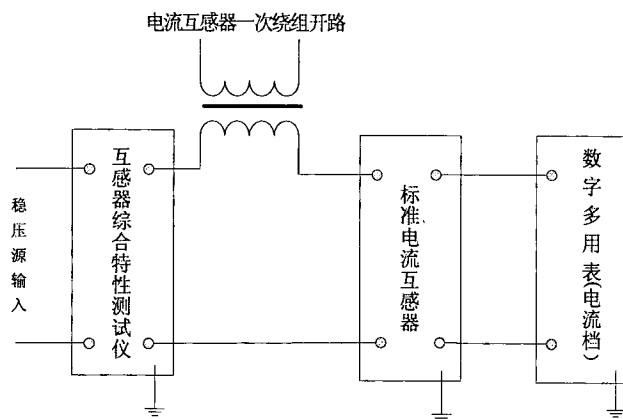 电流互感器一次绕组开路
稳压源输入
互感器综合特性测试仪
标准电流互感器
数字多用表(电流档)